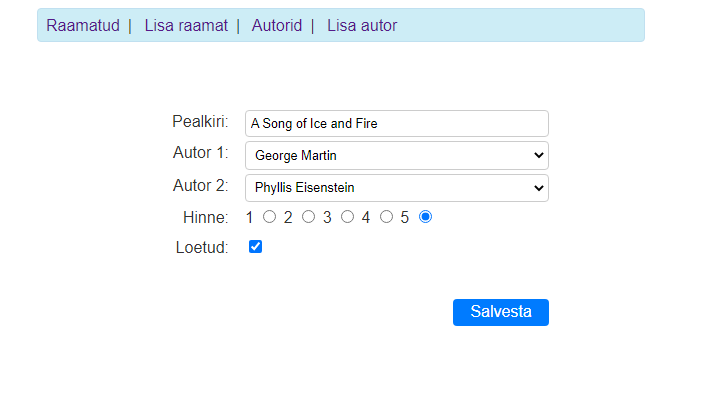 Raamatud | Lisa raamat | Autorid | Lisa autor
Pealkiri: A Song of Ice and Fire
Autor 1: George Martin
Autor 2: Phyllis Eisenstein
Hinne: 1 2 3 4 5
Loetud:
Salvesta